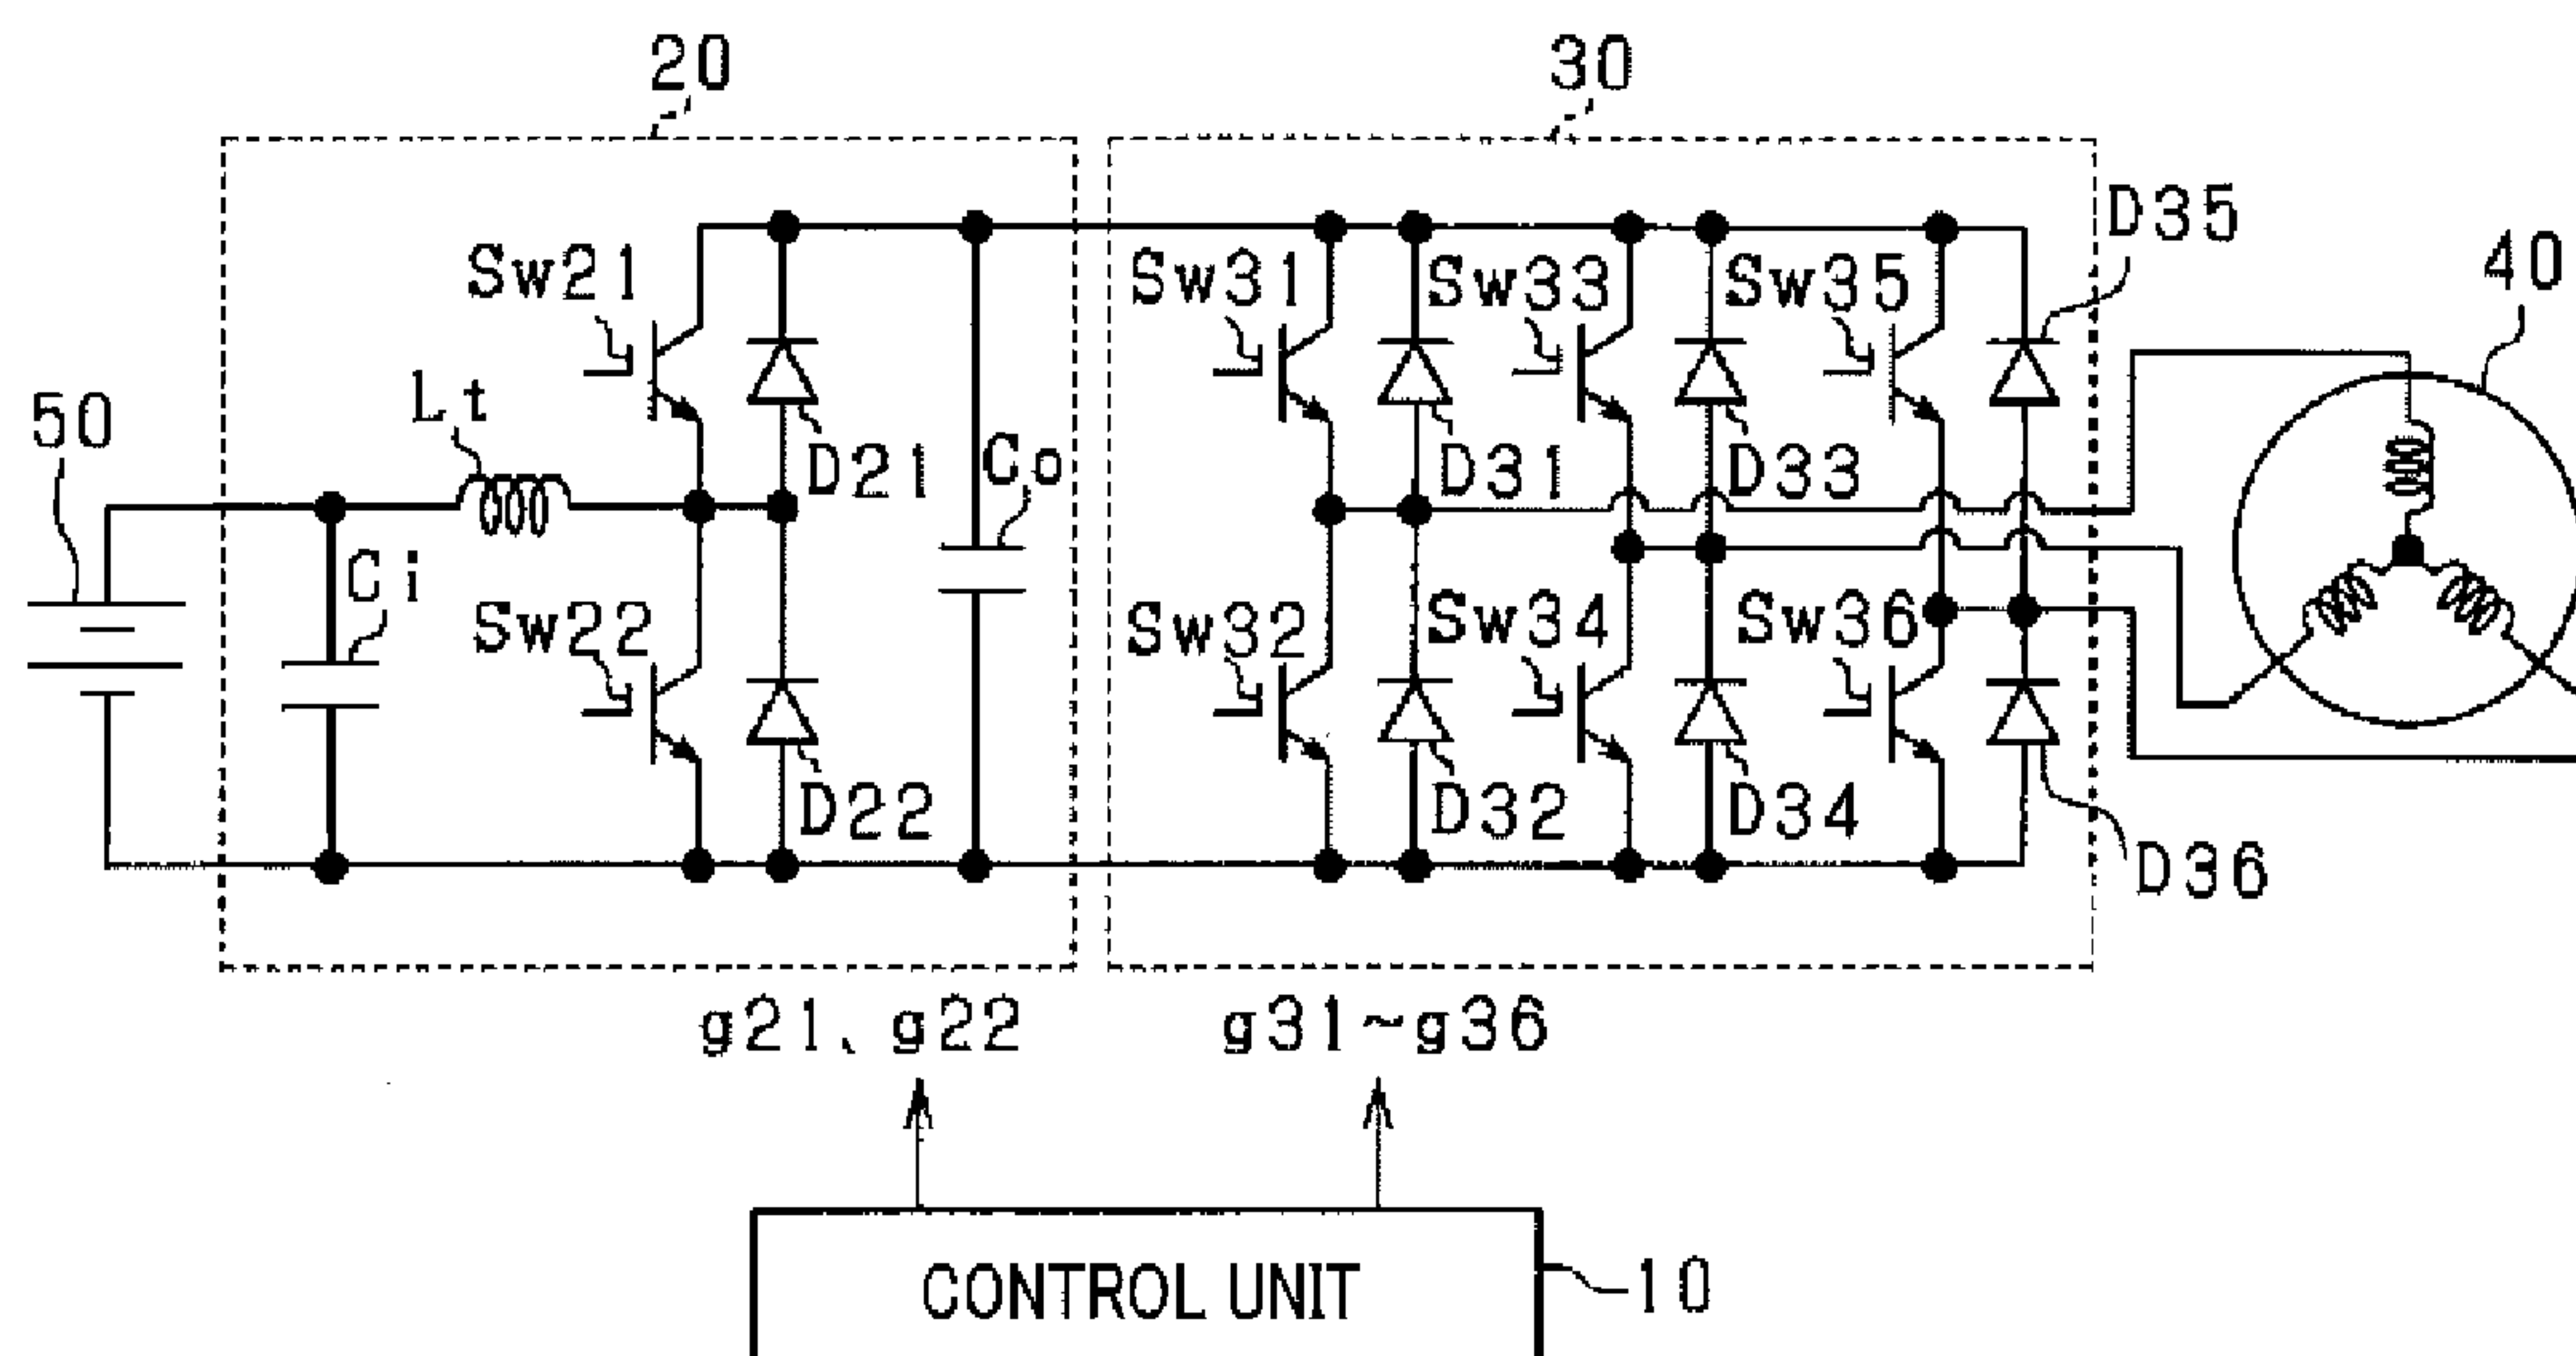 20 30
D35
Sw21 Sw31 Sw33 Sw35 40
50 Lt
D21 Co D31 D33
Ci
Sw22 Sw32 Sw34 Sw36
D22 D32 D34
D36
g21、g22 g31~g36
CONTROL UNIT 10